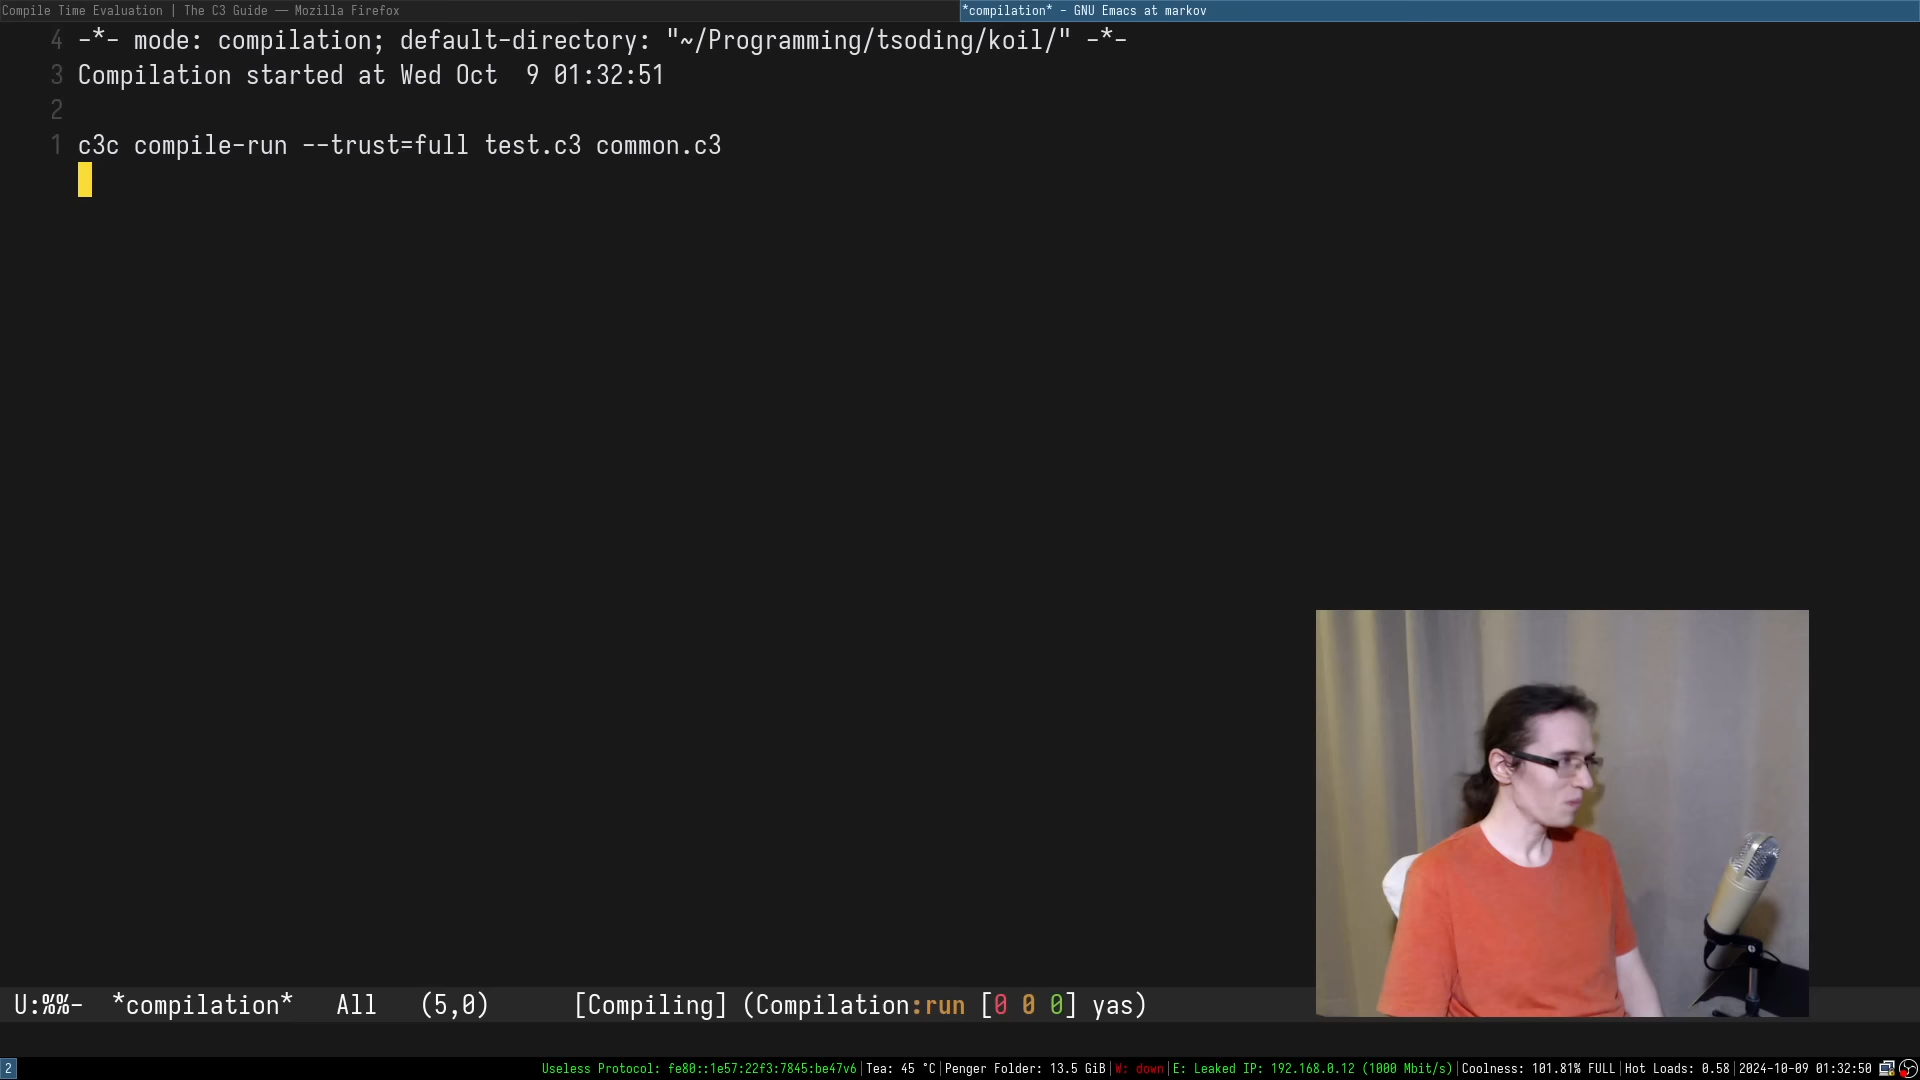 Compile Time Evaluation | The C3 Guide — Mozilla Firefox
*compilation* - GNU Emacs at markov
4 -*- mode: compilation; default-directory: "~/Programming/tsoding/koil/" -*-
3 Compilation started at Wed Oct  9 01:32:51
2
1 c3c compile-run --trust=full test.c3 common.c3
U:%%-  *compilation*   All   (5,0)      [Compiling] (Compilation:run [0 0 0] yas)
2 Useless Protocol: fe80::1e57:22f3:7845:be47v6|Tea: 45 °C|Penger Folder: 13.5 GiB|W: down|E: Leaked IP: 192.168.0.12 (1000 Mbit/s)|Coolness: 101.81% FULL|Hot Loads: 0.58|2024-10-09 01:32:50